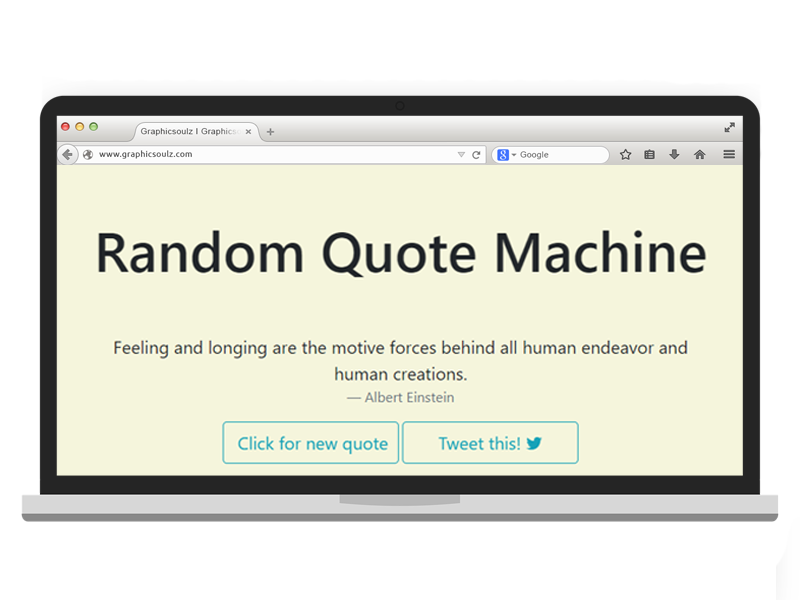 Graphicsoulz I Graphics
www.graphicsoulz.com
Google
Random Quote Machine
Feeling and longing are the motive forces behind all human endeavor and
human creations.
— Albert Einstein
Click for new quote
Tweet this!